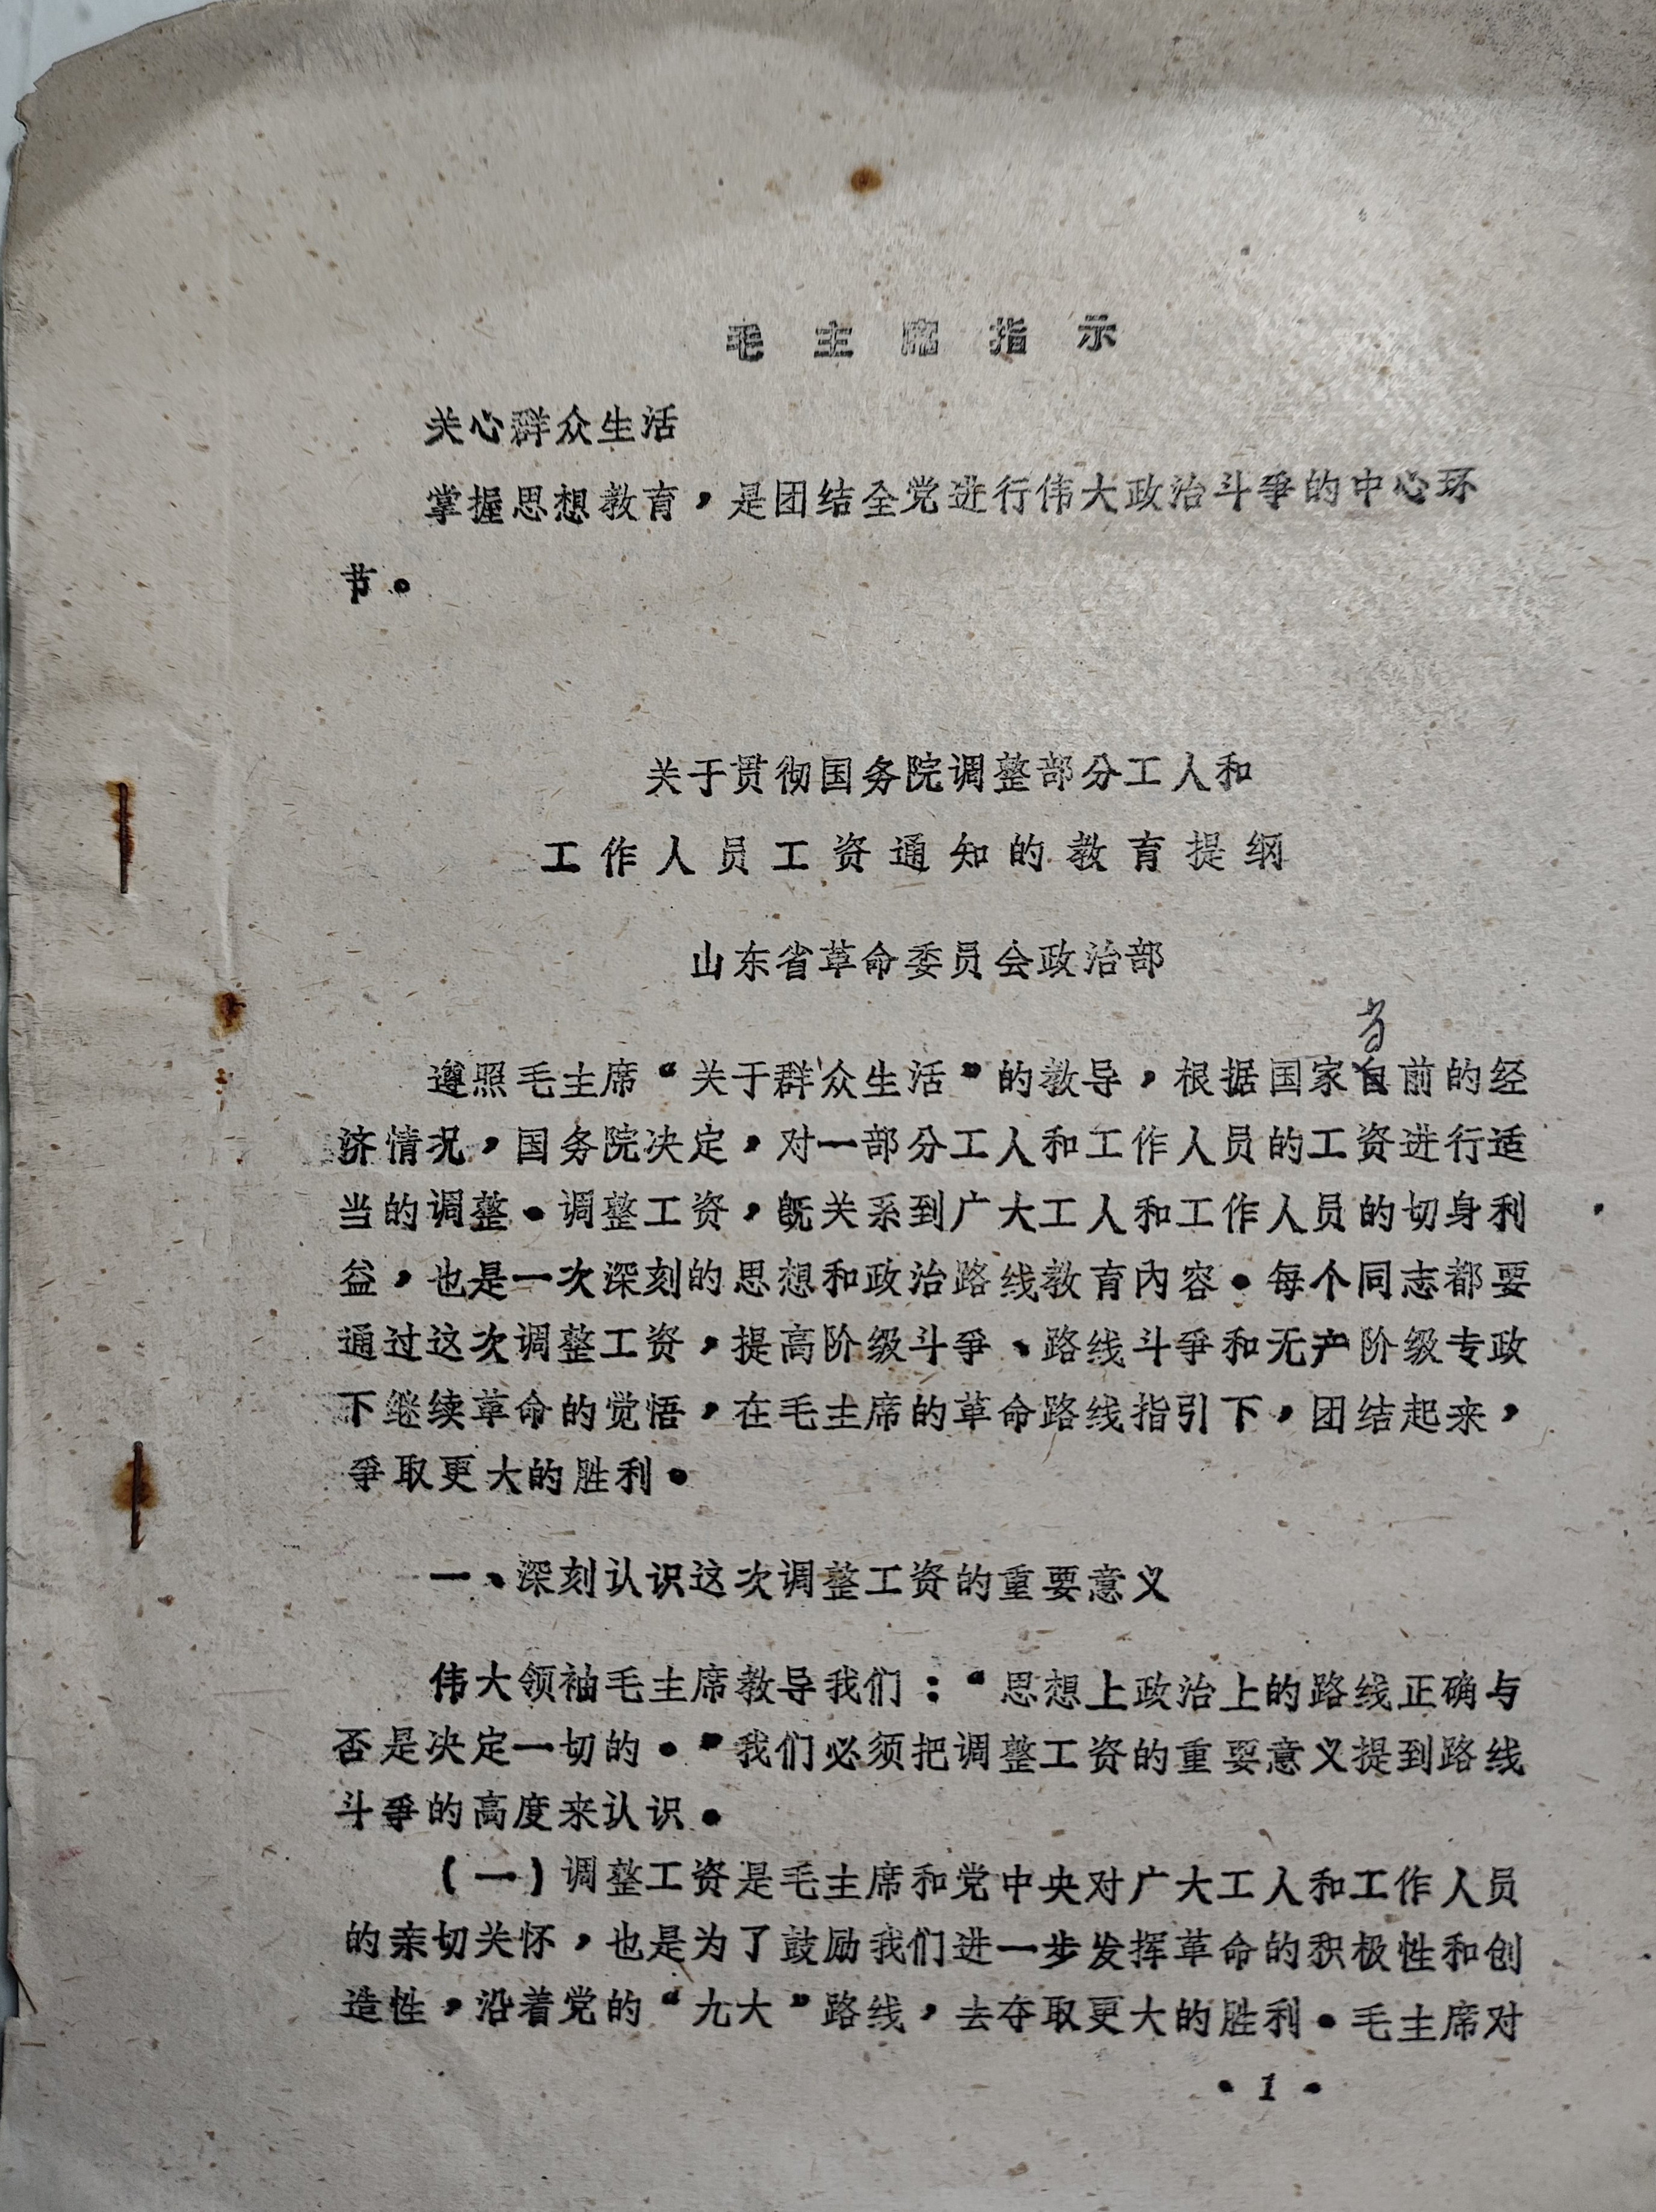 毛主席指示
关心群众生活
掌握思想教育，是团结全党进行伟大政治斗爭的中心环
节。
关于贯彻国务院调整部分工人和
工作人员工资通知的教育提纲
山东省革命委员会政治部
当
遵照毛主席“关于群众生活”的教导，根据国家自前的经
济情况，国务院决定，对一部分工人和工作人员的工资进行适
当的调整。调整工资，既关系到广大工人和工作人员的切身利
益，也是一次深刻的思想和政治路线教育内容。每个同志都要
通过这次调整工资，提高阶级斗爭、路线斗爭和无产阶级专政
下继续革命的觉悟，在毛主席的革命路线指引下，团结起来，
爭取更大的胜利。
一、深刻认识这次调整工资的重要意义
伟大领袖毛主席教导我们：“思想上政治上的路线正确与
否是决定一切的。”我们必须把调整工资的重要意义提到路线
斗爭的高度来认识。
(一)调整工资是毛主席和党中央对广大工人和工作人员
的亲切关怀，也是为了鼓励我们进一步发挥革命的积极性和创
造性，沿着党的“九大”路线，去夺取更大的胜利。毛主席对
·1·